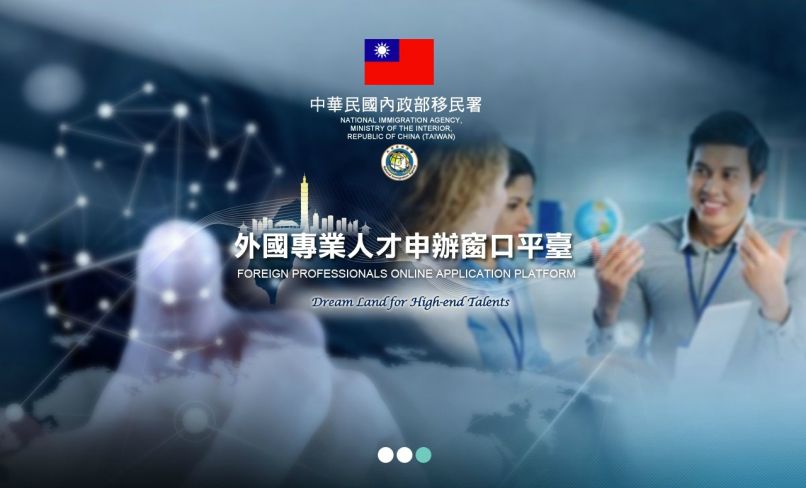 中華民國內政部移民署
NATIONAL IMMIGRATION AGENCY,
MINISTRY OF THE INTERIOR,
REPUBLIC OF CHINA (TAIWAN)
外國專業人才申辦窗口平臺
FOREIGN PROFESSIONALS ONLINE APPLICATION PLATFORM
Dream Land for High-end Talents